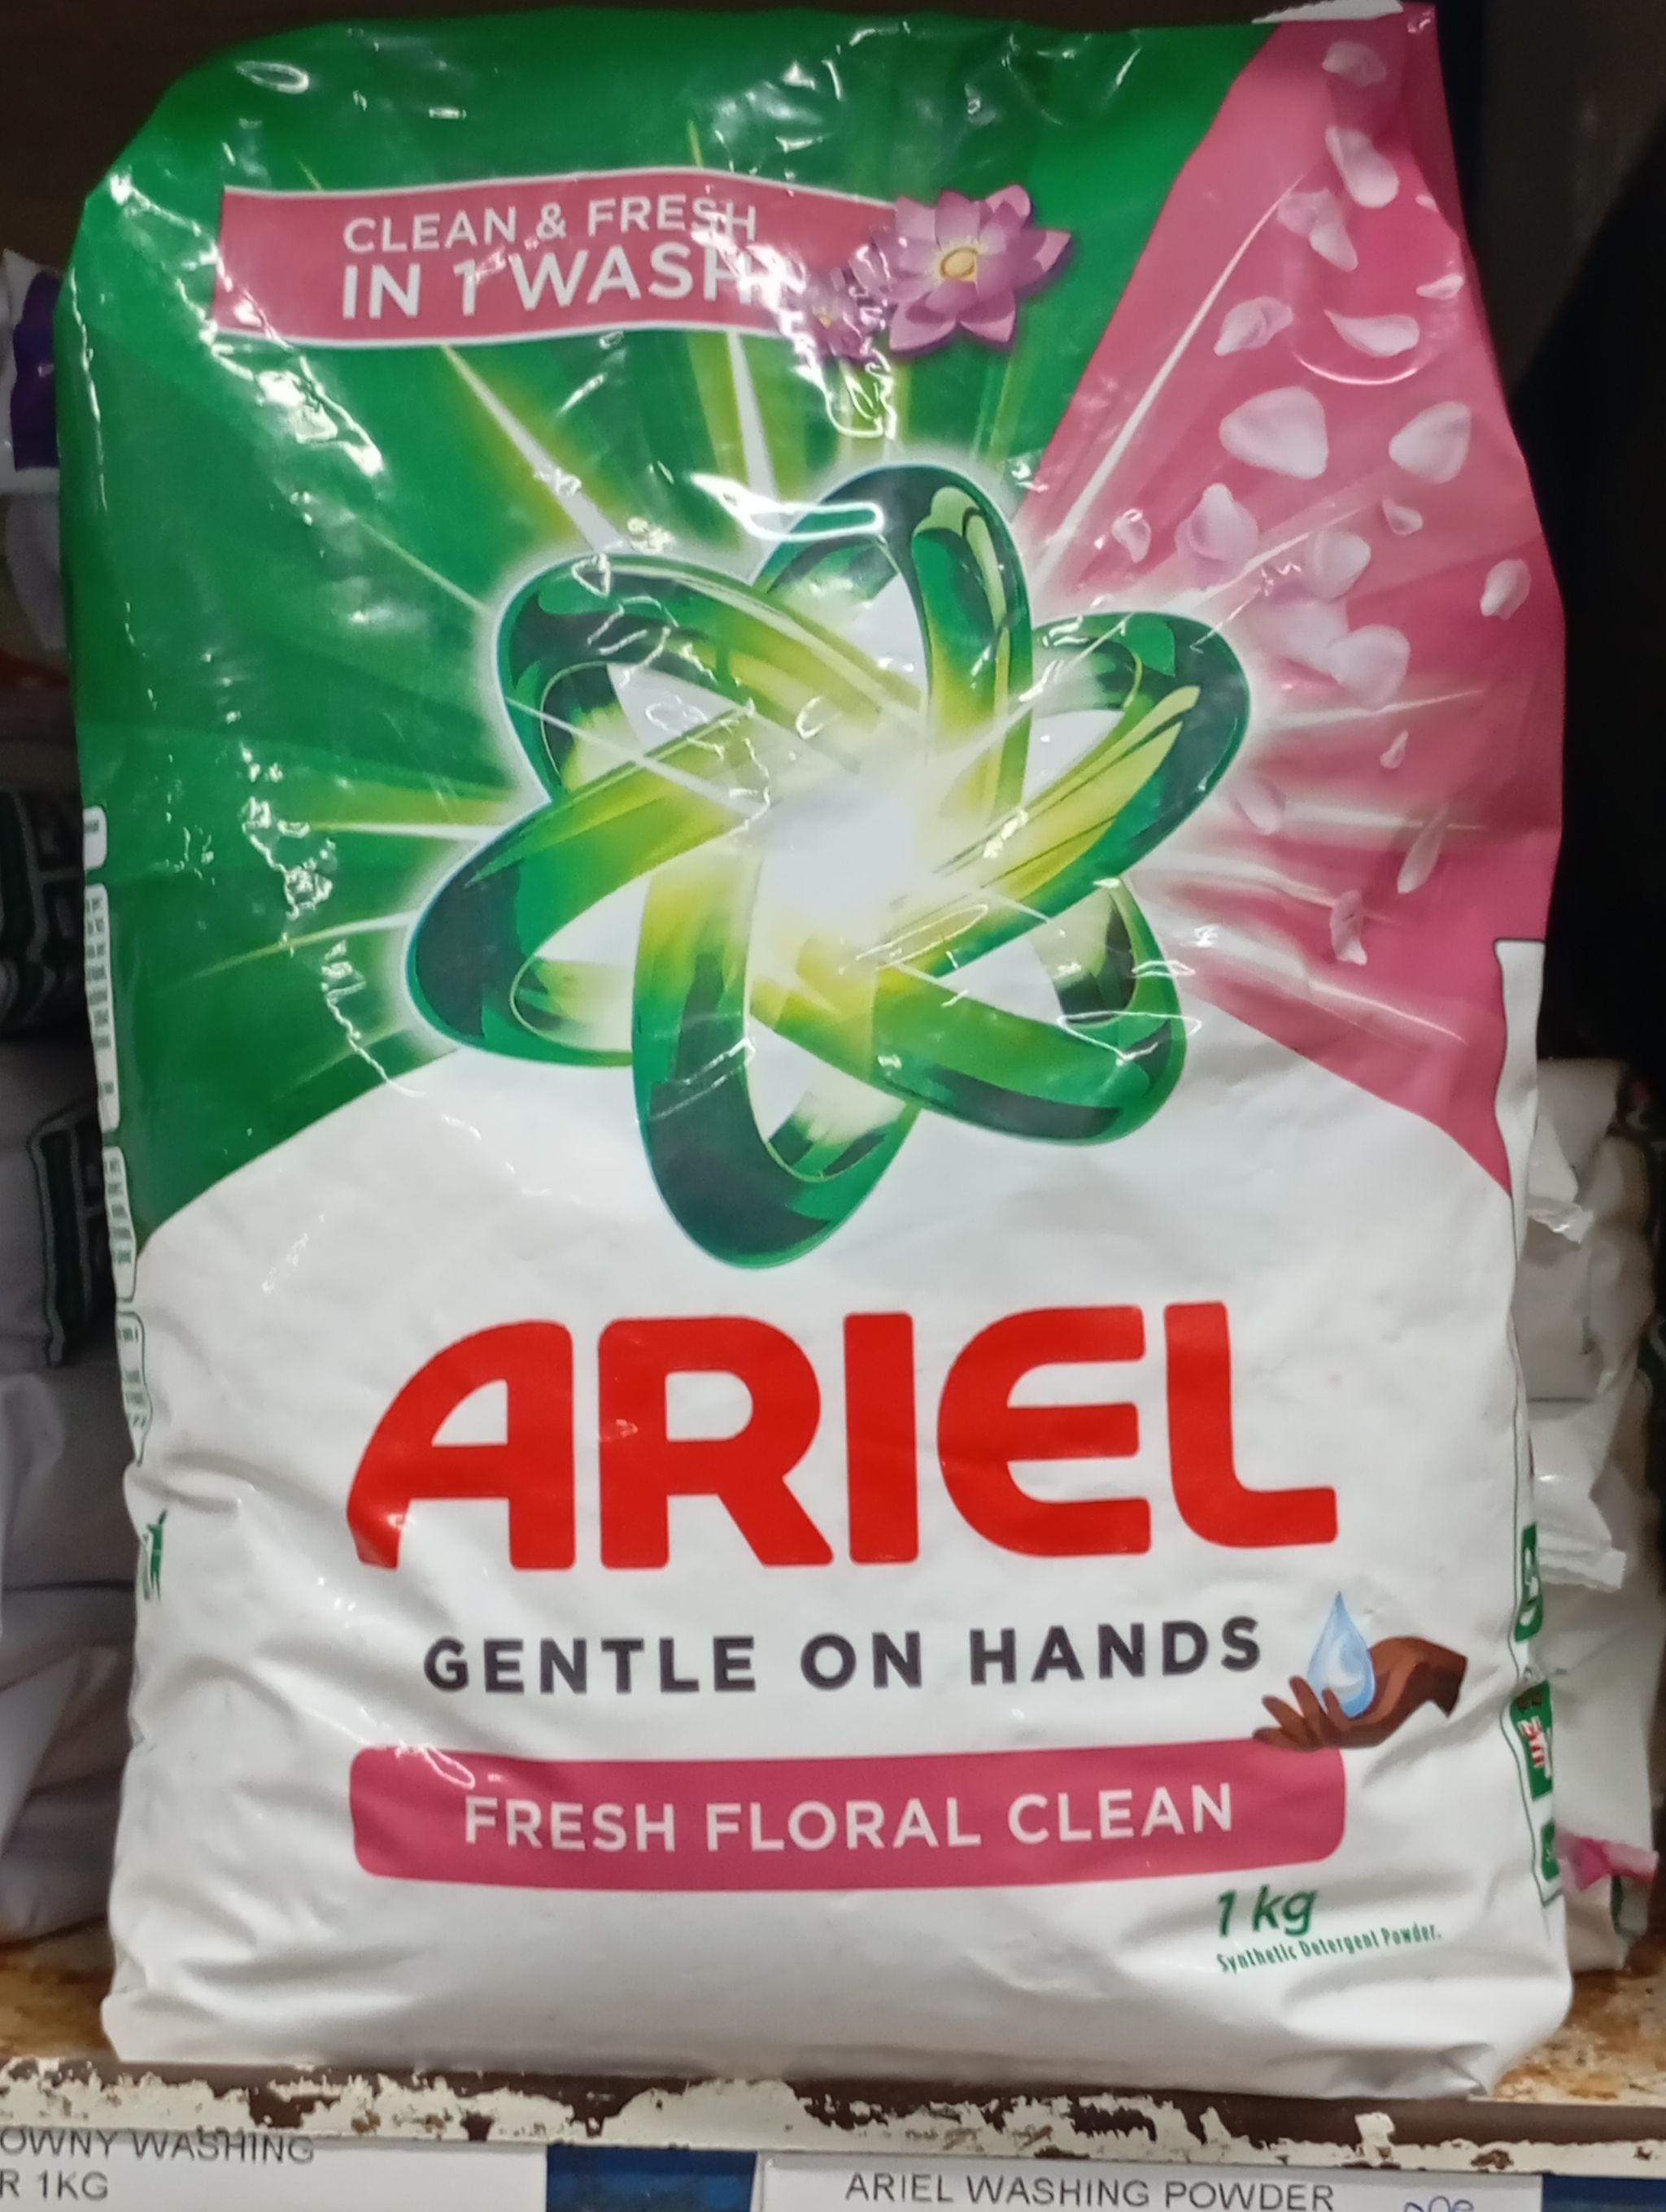 CLEAN & FRESH
IN 1 WASH
ARIEL
GENTLE ON HANDS
FRESH FLORAL CLEAN
1 kg
Synthetic Detergent Powder.
OWNY WASHING
R 1KG
ARIEL WASHING POWDER